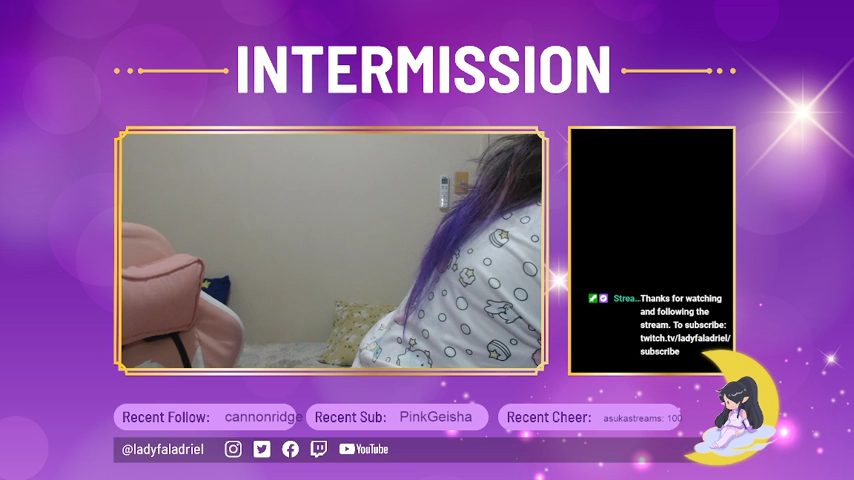 INTERMISSION
Strea...Thanks for watching
and following the
stream. To subscribe:
twitch.tv/ladyfaladriel/
subscribe
Recent Follow: cannonridge
Recent Sub: PinkGeisha
Recent Cheer: asukastreams: 100
@ladyfaladriel
YouTube